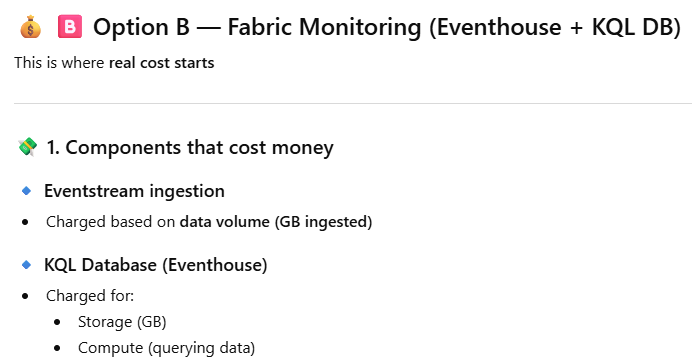 💰 🅱️ Option B — Fabric Monitoring (Eventhouse + KQL DB)
This is where real cost starts
💸 1. Components that cost money
🔹 Eventstream ingestion
• Charged based on data volume (GB ingested)
🔹 KQL Database (Eventhouse)
• Charged for:
• Storage (GB)
• Compute (querying data)